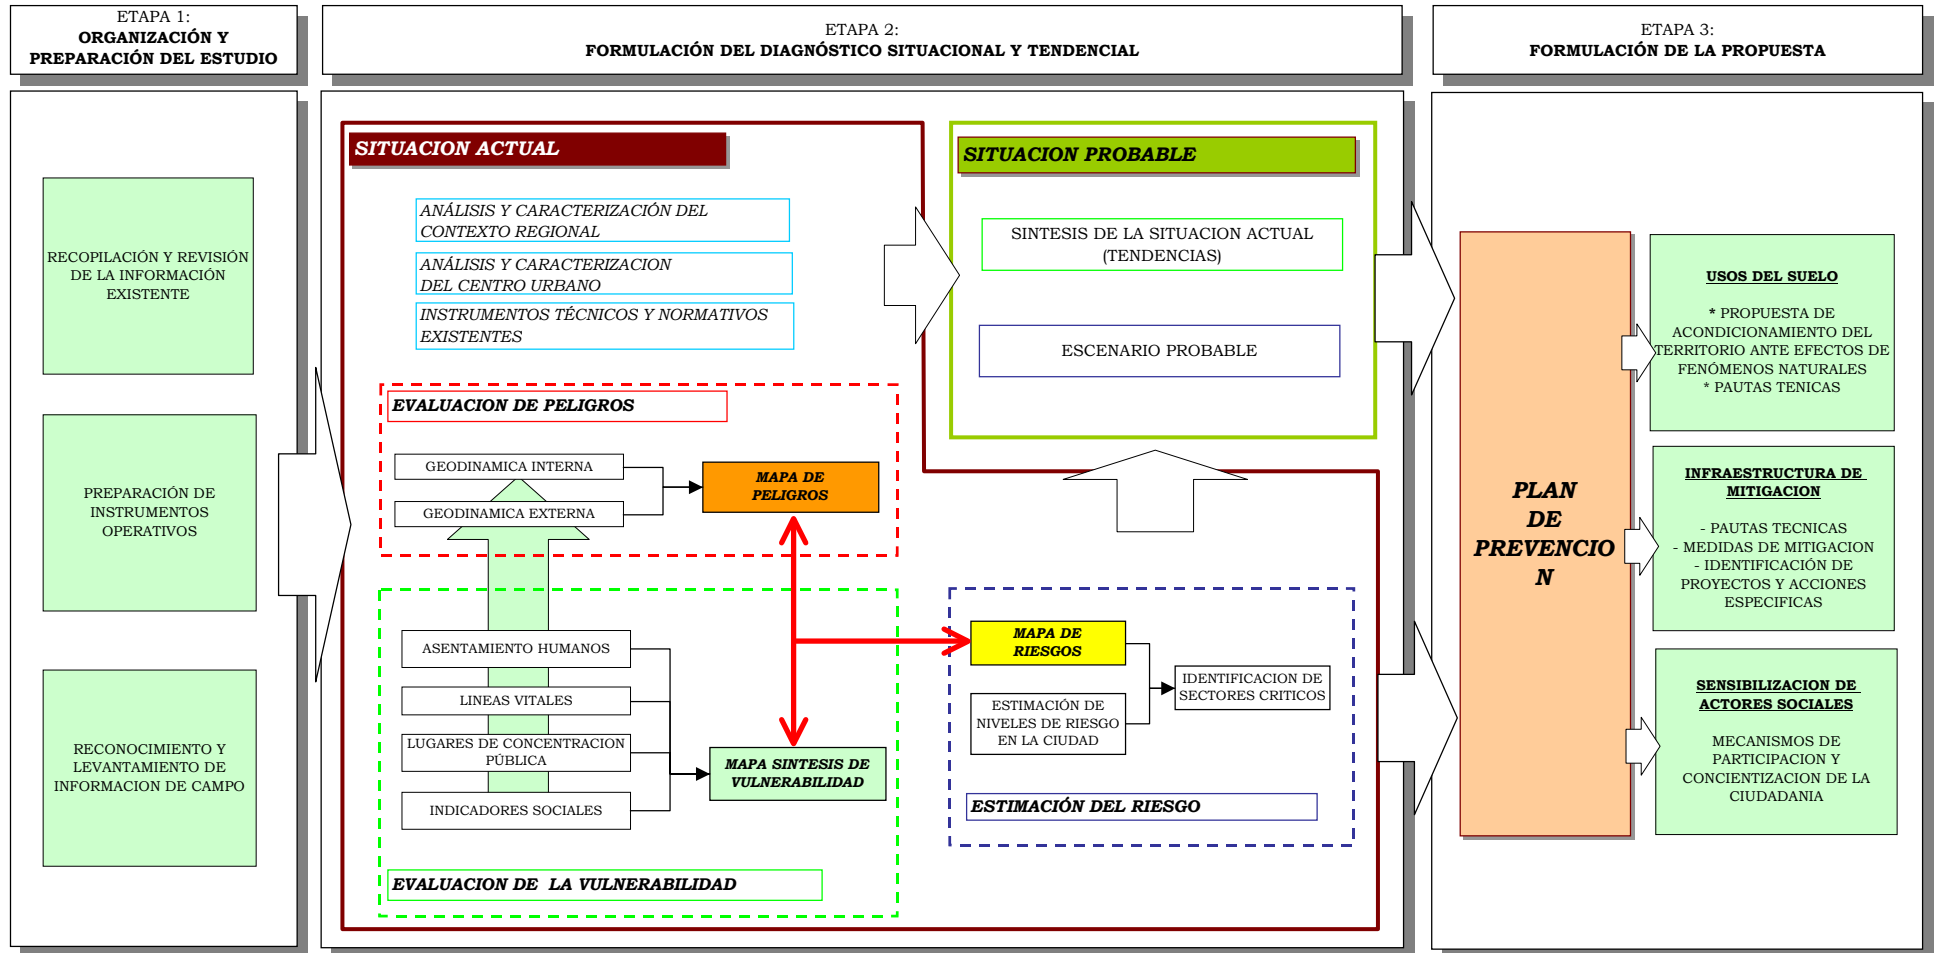 ETAPA 1:
ORGANIZACIÓN Y
PREPARACIÓN DEL ESTUDIO
ETAPA 2:
FORMULACIÓN DEL DIAGNÓSTICO SITUACIONAL Y TENDENCIAL
ETAPA 3:
FORMULACIÓN DE LA PROPUESTA
RECOPILACIÓN Y REVISIÓN
DE LA INFORMACIÓN
EXISTENTE
PREPARACIÓN DE
INSTRUMENTOS
OPERATIVOS
RECONOCIMIENTO Y
LEVANTAMIENTO DE
INFORMACION DE CAMPO
SITUACION ACTUAL
ANÁLISIS Y CARACTERIZACIÓN DEL
CONTEXTO REGIONAL
ANÁLISIS Y CARACTERIZACION
DEL CENTRO URBANO
INSTRUMENTOS TÉCNICOS Y NORMATIVOS
EXISTENTES
EVALUACION DE PELIGROS
GEODINAMICA INTERNA
GEODINAMICA EXTERNA
MAPA DE
PELIGROS
ASENTAMIENTO HUMANOS
LINEAS VITALES
LUGARES DE CONCENTRACION
PÚBLICA
INDICADORES SOCIALES
MAPA SINTESIS DE
VULNERABILIDAD
EVALUACION DE  LA VULNERABILIDAD
SITUACION PROBABLE
SINTESIS DE LA SITUACION ACTUAL
(TENDENCIAS)
ESCENARIO PROBABLE
MAPA DE
RIESGOS
ESTIMACIÓN DE
NIVELES DE RIESGO
EN LA CIUDAD
IDENTIFICACION DE
SECTORES CRITICOS
ESTIMACIÓN DEL RIESGO
PLAN
DE
PREVENCIO
N
USOS DEL SUELO
* PROPUESTA DE
ACONDICIONAMIENTO DEL
TERRITORIO ANTE EFECTOS DE
FENÓMENOS NATURALES
* PAUTAS TENICAS
INFRAESTRUCTURA DE
MITIGACION
- PAUTAS TECNICAS
- MEDIDAS DE MITIGACION
- IDENTIFICACIÓN DE
PROYECTOS Y ACCIONES
ESPECIFICAS
SENSIBILIZACION DE
ACTORES SOCIALES
MECANISMOS DE
PARTICIPACION Y
CONCIENTIZACION DE LA
CIUDADANIA